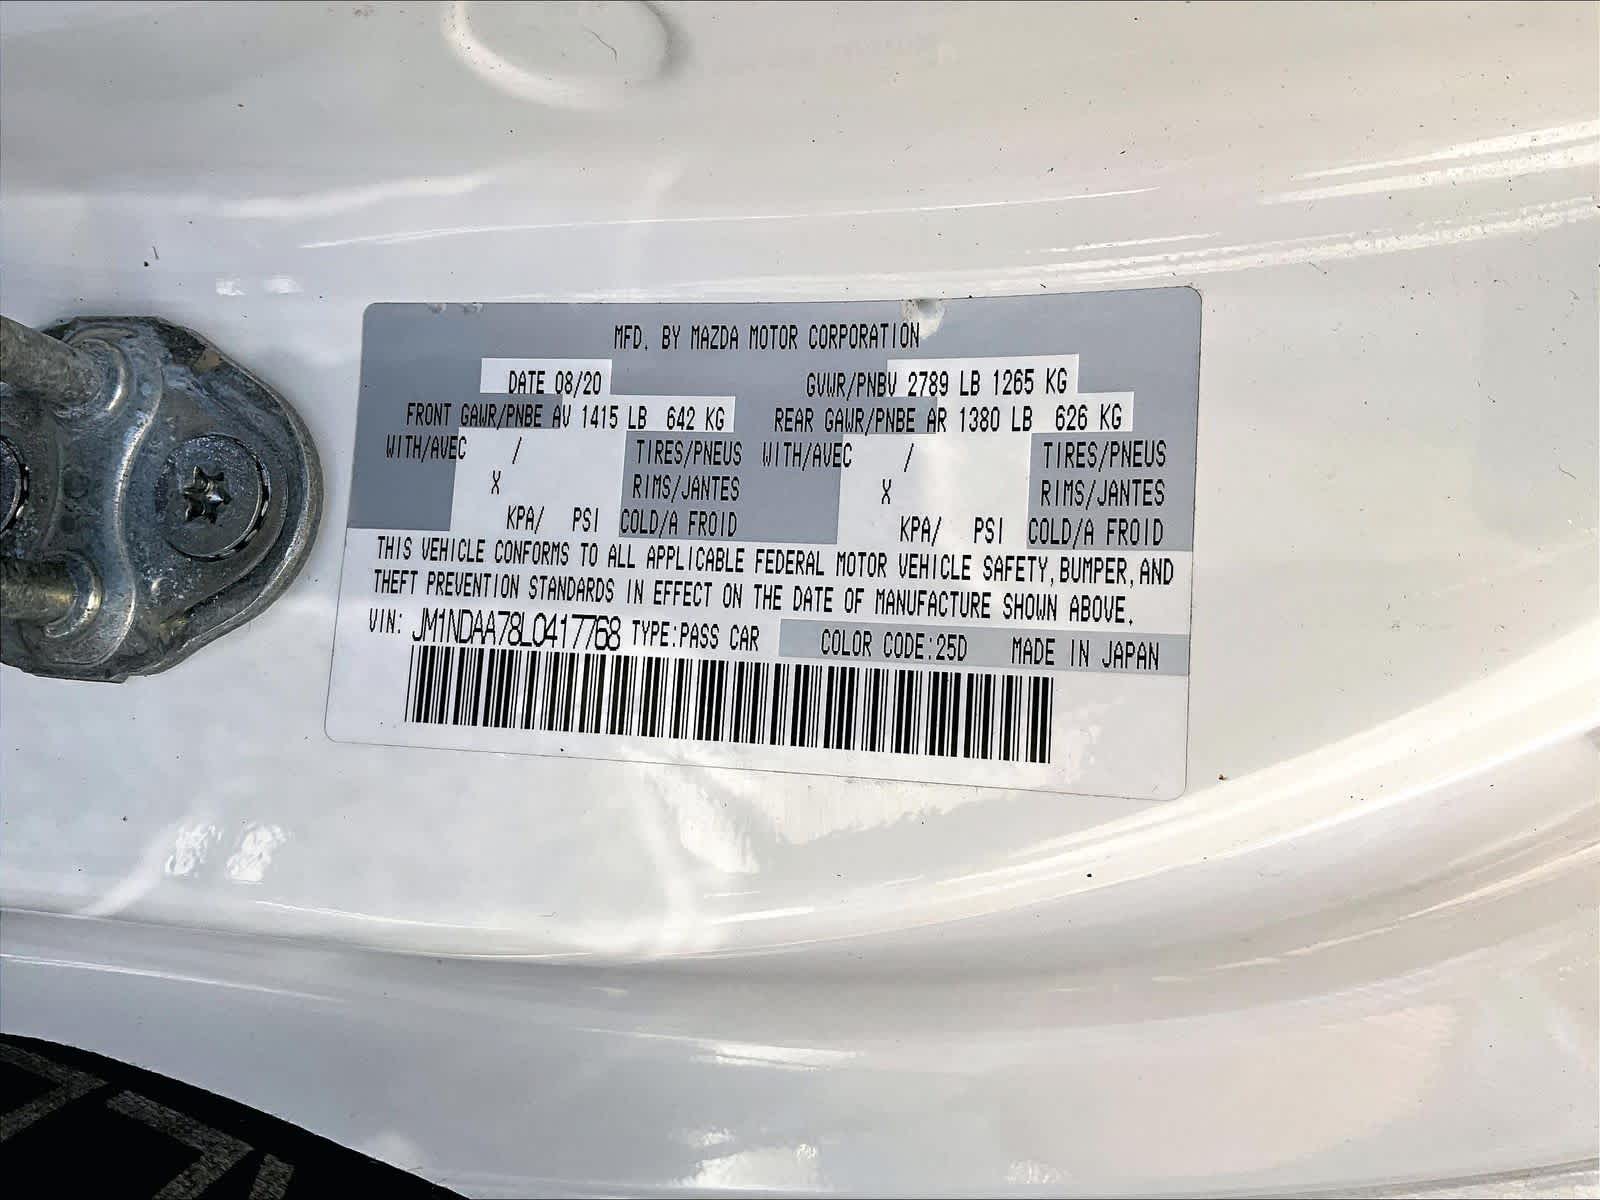 MFD. BY MAZDA MOTOR CORPORATION
DATE 08/20 GVWR/PNBV 2789 LB 1265 KG
FRONT GAWR/PNBE AV 1415 LB 642 KG REAR GAWR/PNBE AR 1380 LB 626 KG
WITH/AVEC / TIRES/PNEUS WITH/AVEC / TIRES/PNEUS
X RIMS/JANTES X RIMS/JANTES
KPA/ PSI COLD/A FROID KPA/ PSI COLD/A FROID
THIS VEHICLE CONFORMS TO ALL APPLICABLE FEDERAL MOTOR VEHICLE SAFETY, BUMPER, AND
THEFT PREVENTION STANDARDS IN EFFECT ON THE DATE OF MANUFACTURE SHOWN ABOVE.
VIN: JM1NDAA78L0417768 TYPE:PASS CAR COLOR CODE:25D MADE IN JAPAN